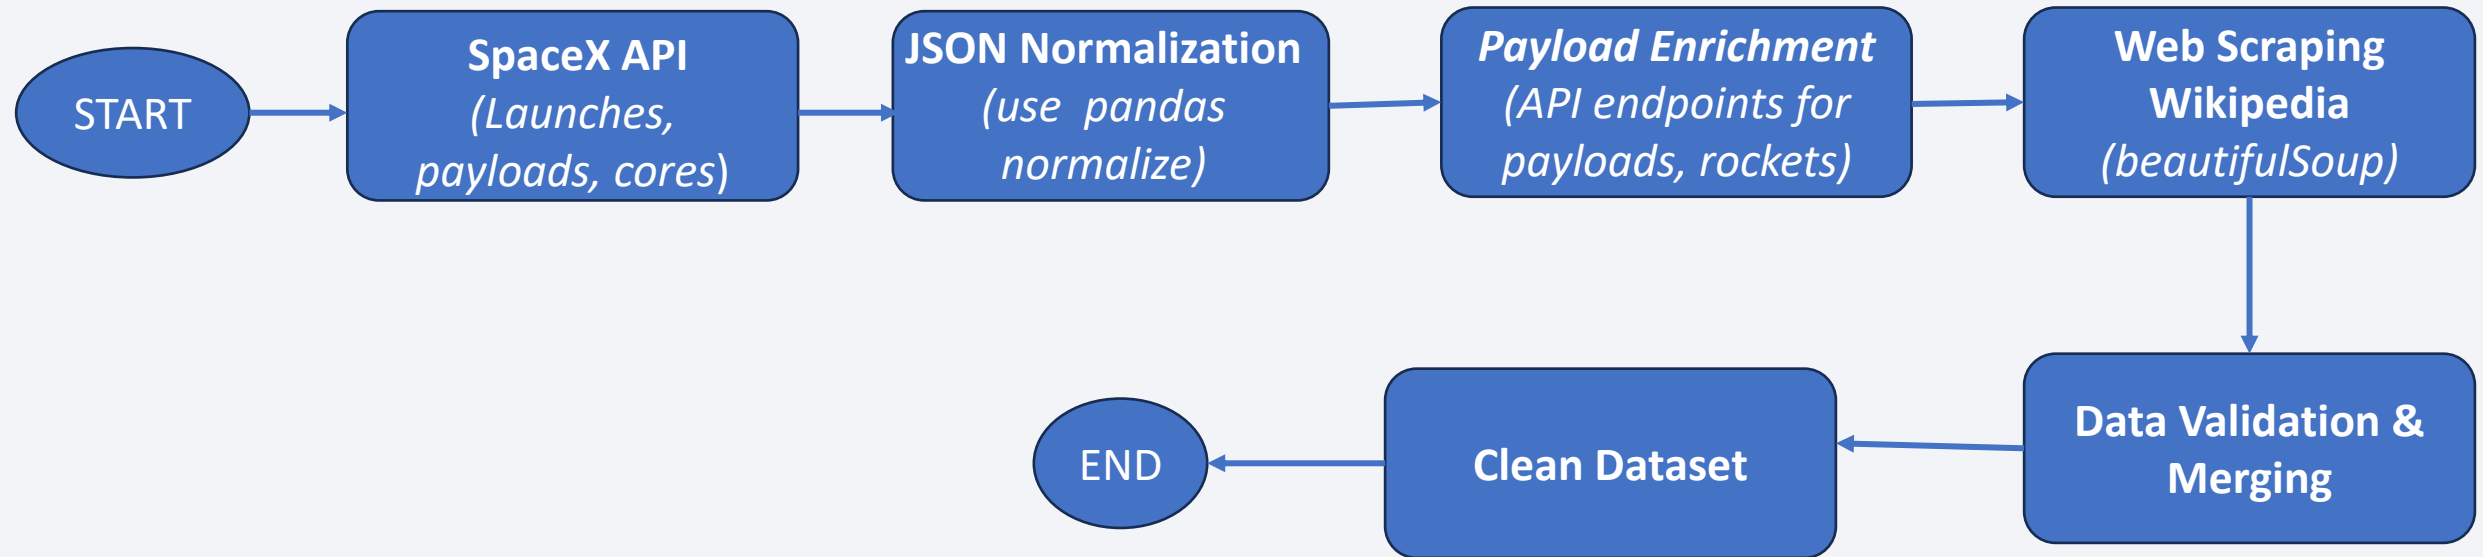 START
SpaceX API
(Launches,
payloads, cores)
JSON Normalization
(use pandas
normalize)
Payload Enrichment
(API endpoints for
payloads, rockets)
Web Scraping
Wikipedia
(beautifulSoup)
Data Validation &
Merging
Clean Dataset
END